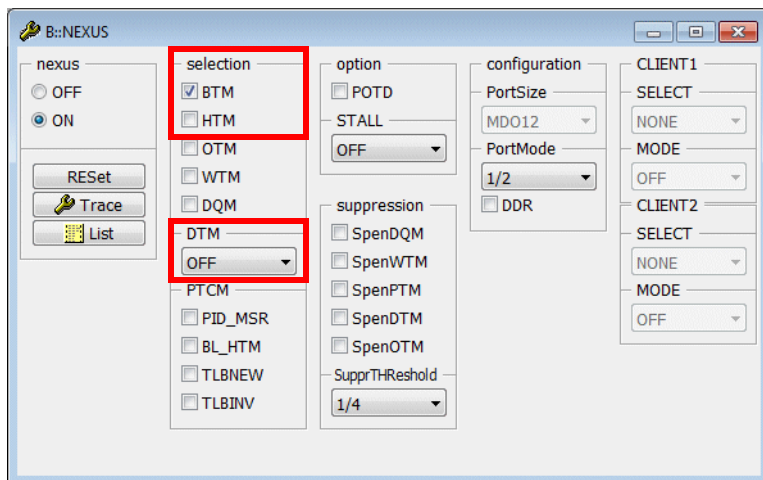 B::NEXUS
nexus
OFF
ON
RESet
Trace
List
selection
BTM
HTM
OTM
WTM
DQM
DTM
OFF
PTCM
PID_MSR
BL_HTM
TLBNEW
TLBINV
option
POTD
STALL
OFF
suppression
SpenDQM
SpenWTM
SpenPTM
SpenDTM
SpenOTM
SupprTHReshold
1/4
configuration
PortSize
MDO12
PortMode
1/2
DDR
CLIENT1
SELECT
NONE
MODE
OFF
CLIENT2
SELECT
NONE
MODE
OFF